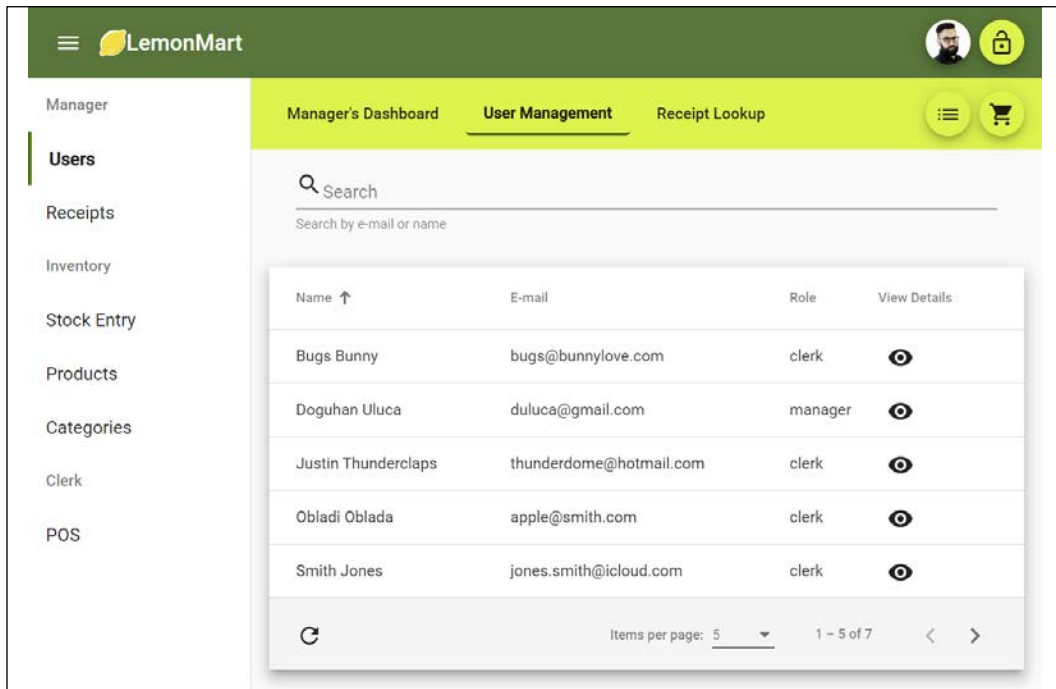 LemonMart
Manager
Users
Receipts
Inventory
Stock Entry
Products
Categories
Clerk
POS
Manager's Dashboard User Management Receipt Lookup
Search
Search by e-mail or name
Name E-mail Role View Details
Bugs Bunny bugs@bunnylove.com clerk
Doguhan Uluca duluca@gmail.com manager
Justin Thunderclaps thunderdome@hotmail.com clerk
Obladi Oblada apple@smith.com clerk
Smith Jones jones.smith@icloud.com clerk
Items per page: 5 1 – 5 of 7